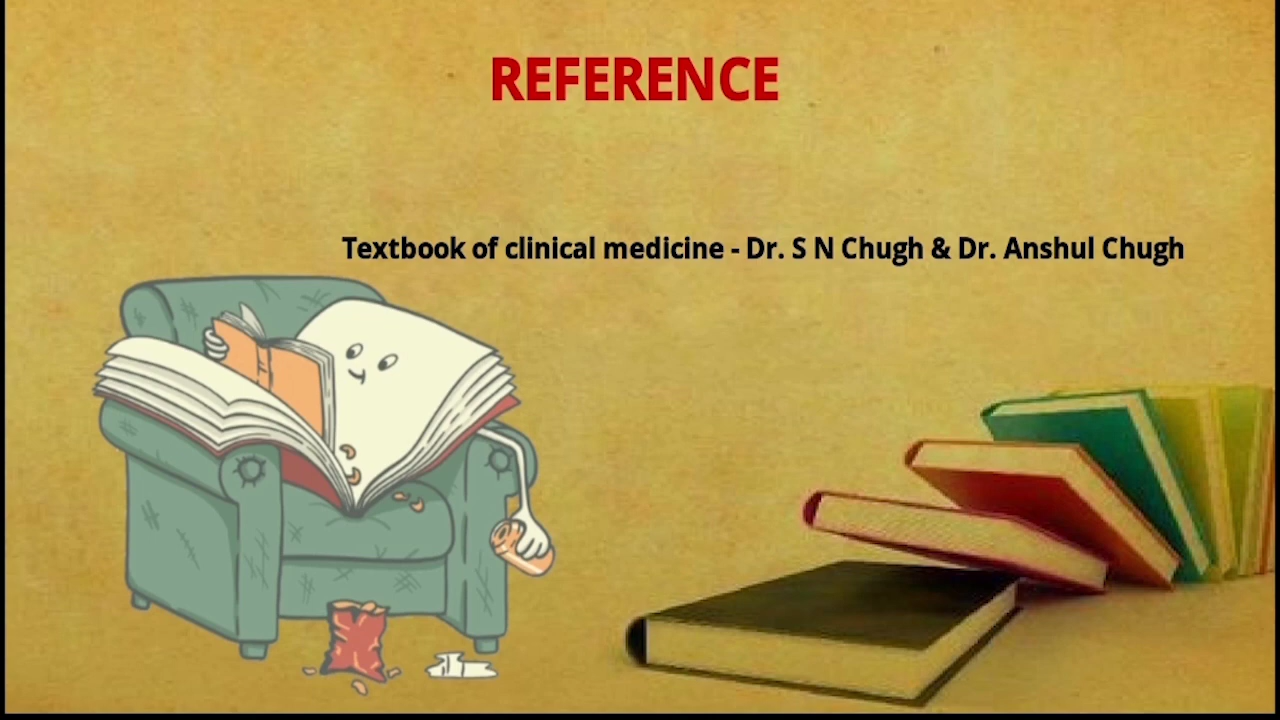 REFERENCE
Textbook of clinical medicine - Dr. S N Chugh & Dr. Anshul Chugh